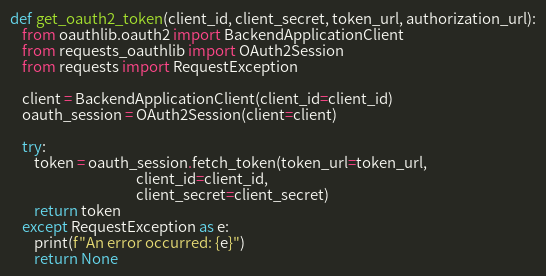 def get_oauth2_token(client_id, client_secret, token_url, authorization_url):
from oauthlib.oauth2 import BackendApplicationClient
from requests_oauthlib import OAuth2Session
from requests import RequestException
client = BackendApplicationClient(client_id=client_id)
oauth_session = OAuth2Session(client=client)
try:
token = oauth_session.fetch_token(token_url=token_url,
client_id=client_id,
client_secret=client_secret)
return token
except RequestException as e:
print(f"An error occurred: {e}")
return None